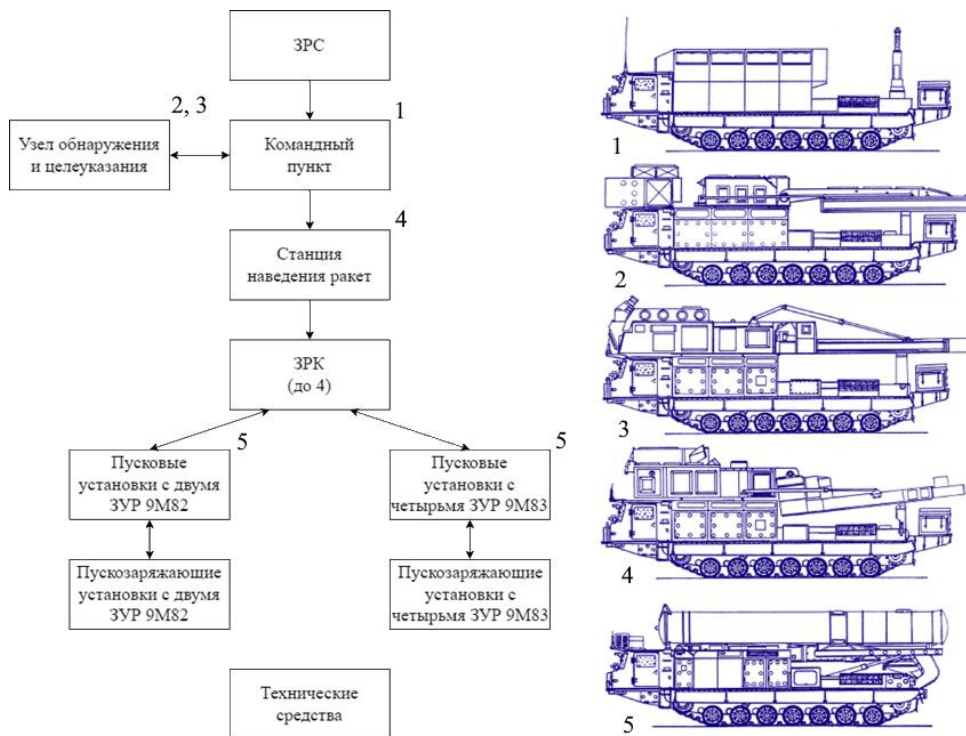 ЗРС
2, 3
1
Узел обнаружения
и целеуказания
Командный
пункт
4
Станция
наведения ракет
ЗРК
(до 4)
5
5
Пусковые
установки с двумя
ЗУР 9М82
Пусковые
установки с
четырьмя ЗУР 9М83
Пускозаряжающие
установки с двумя
ЗУР 9М82
Пускозаряжающие
установки с
четырьмя ЗУР 9М83
Технические
средства
1
2
3
4
5